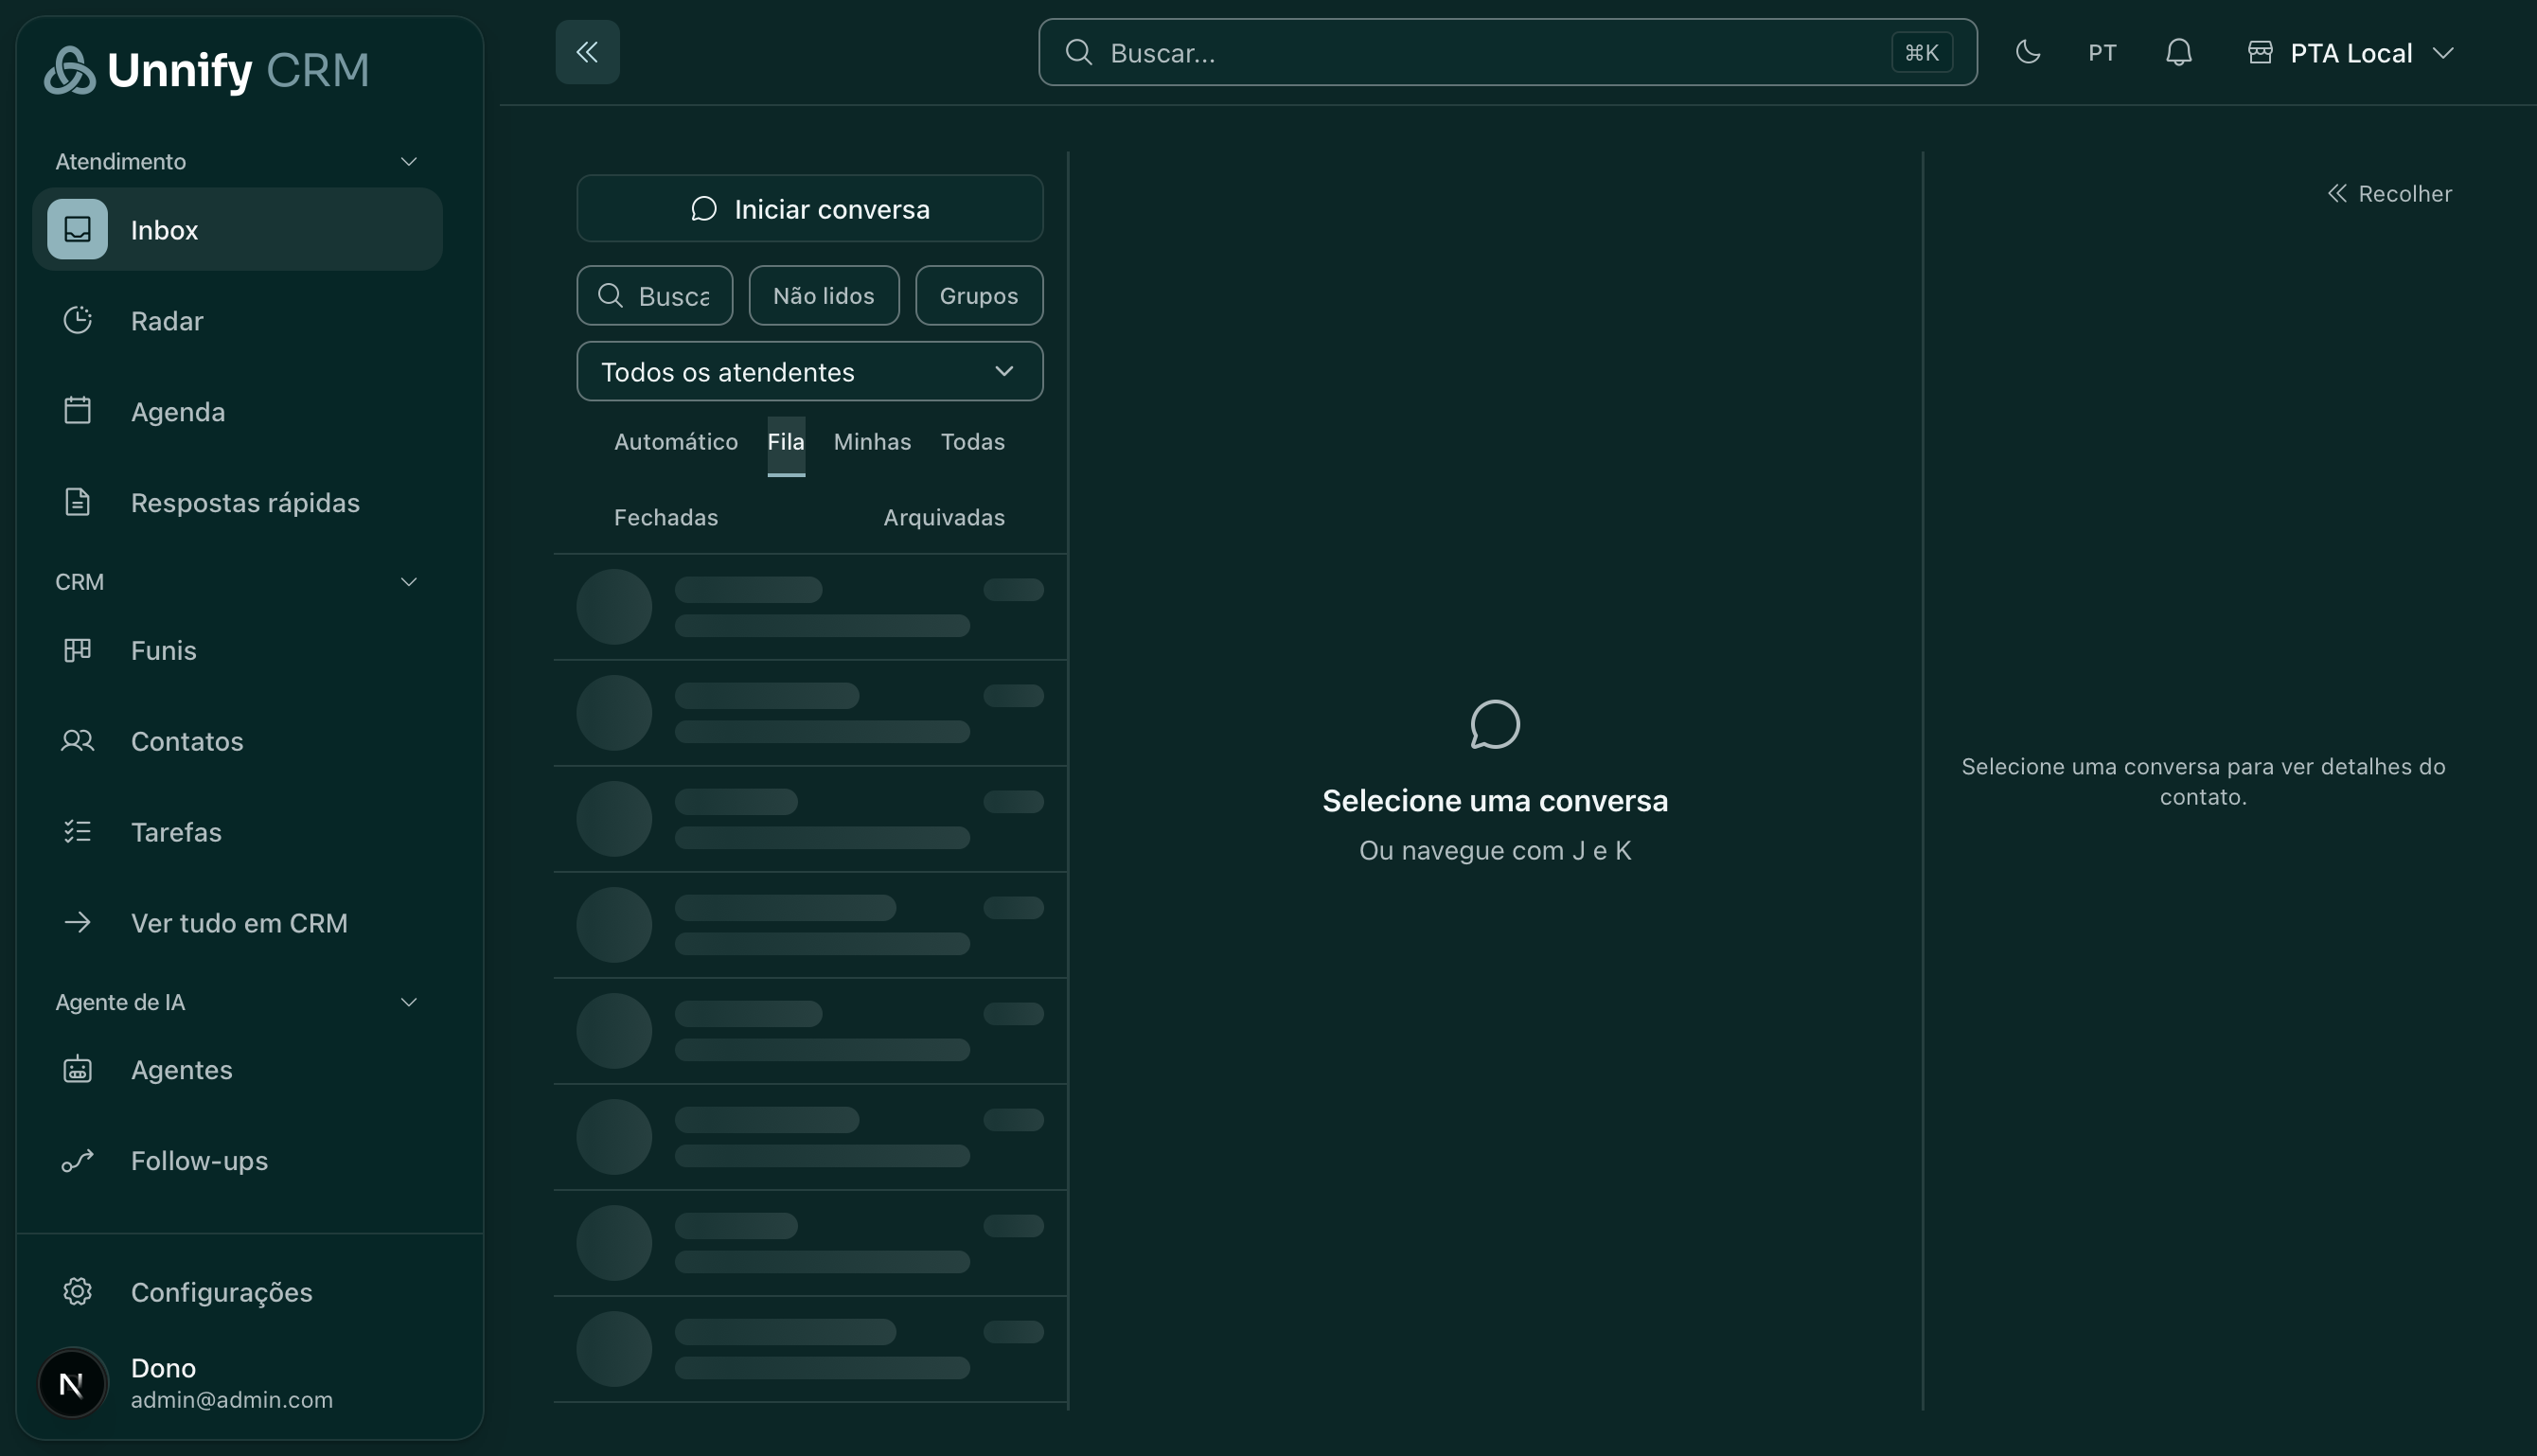 Unnify CRM
Atendimento
Inbox
Radar
Agenda
Respostas rápidas
CRM
Funis
Contatos
Tarefas
Ver tudo em CRM
Agente de IA
Agentes
Follow-ups
Configurações
N
Dono
admin@admin.com
Buscar...
⌘K
PT
PTA Local
Iniciar conversa
Busca
Não lidos
Grupos
Todos os atendentes
Automático Fila Minhas Todas
Fechadas Arquivadas
Selecione uma conversa
Ou navegue com J e K
Recolher
Selecione uma conversa para ver detalhes do
contato.